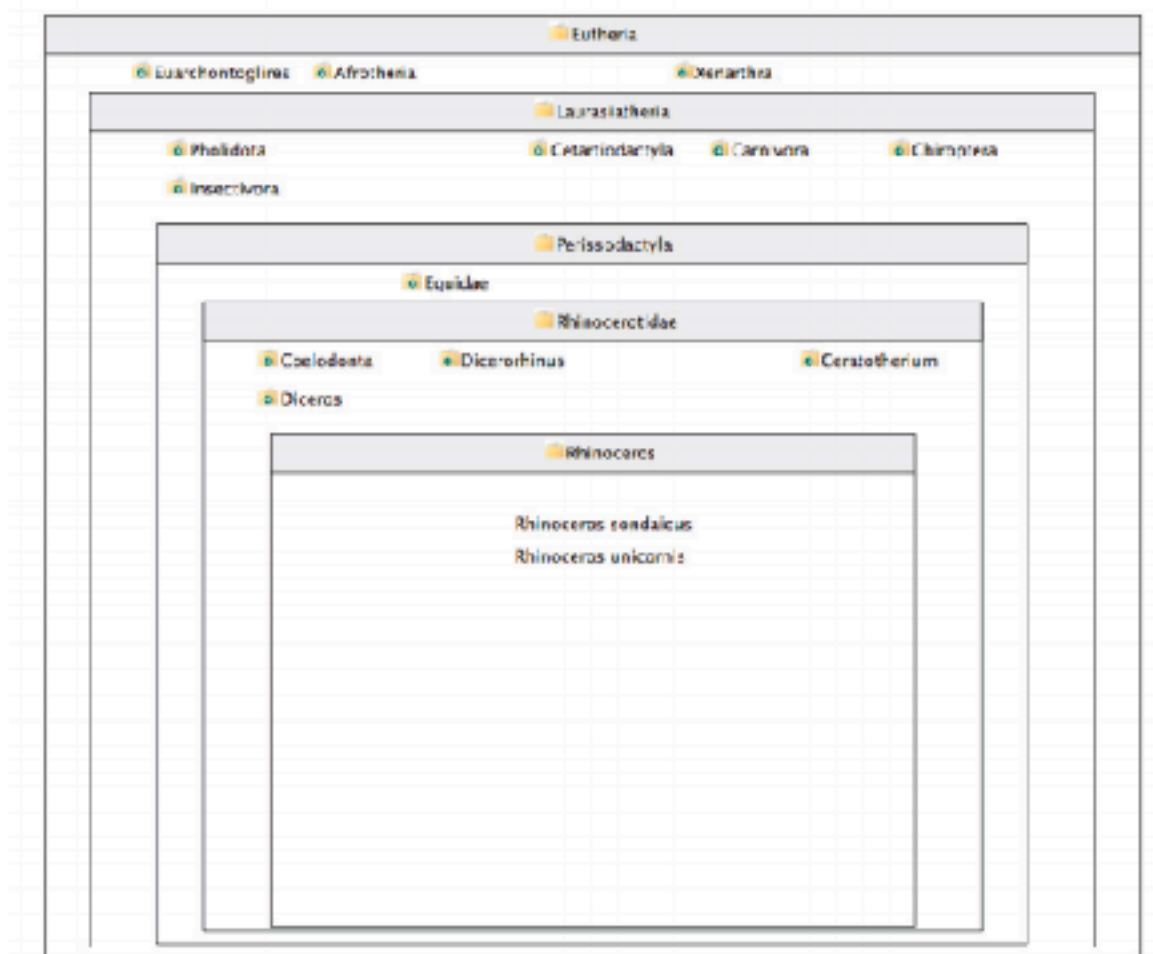 Eutheria
Euarchontoglires Afrotheria Xenarthra
Laurasiatheria
Pholidota Cetartiodactyla Carnivora Chiroptera
Insectivora
Perissodactyla
Equidae
Rhinocerotidae
Coelodonta Dicerorhinus Ceratotherium
Diceros
Rhinoceros
Rhinoceros sondaicus
Rhinoceros unicornis